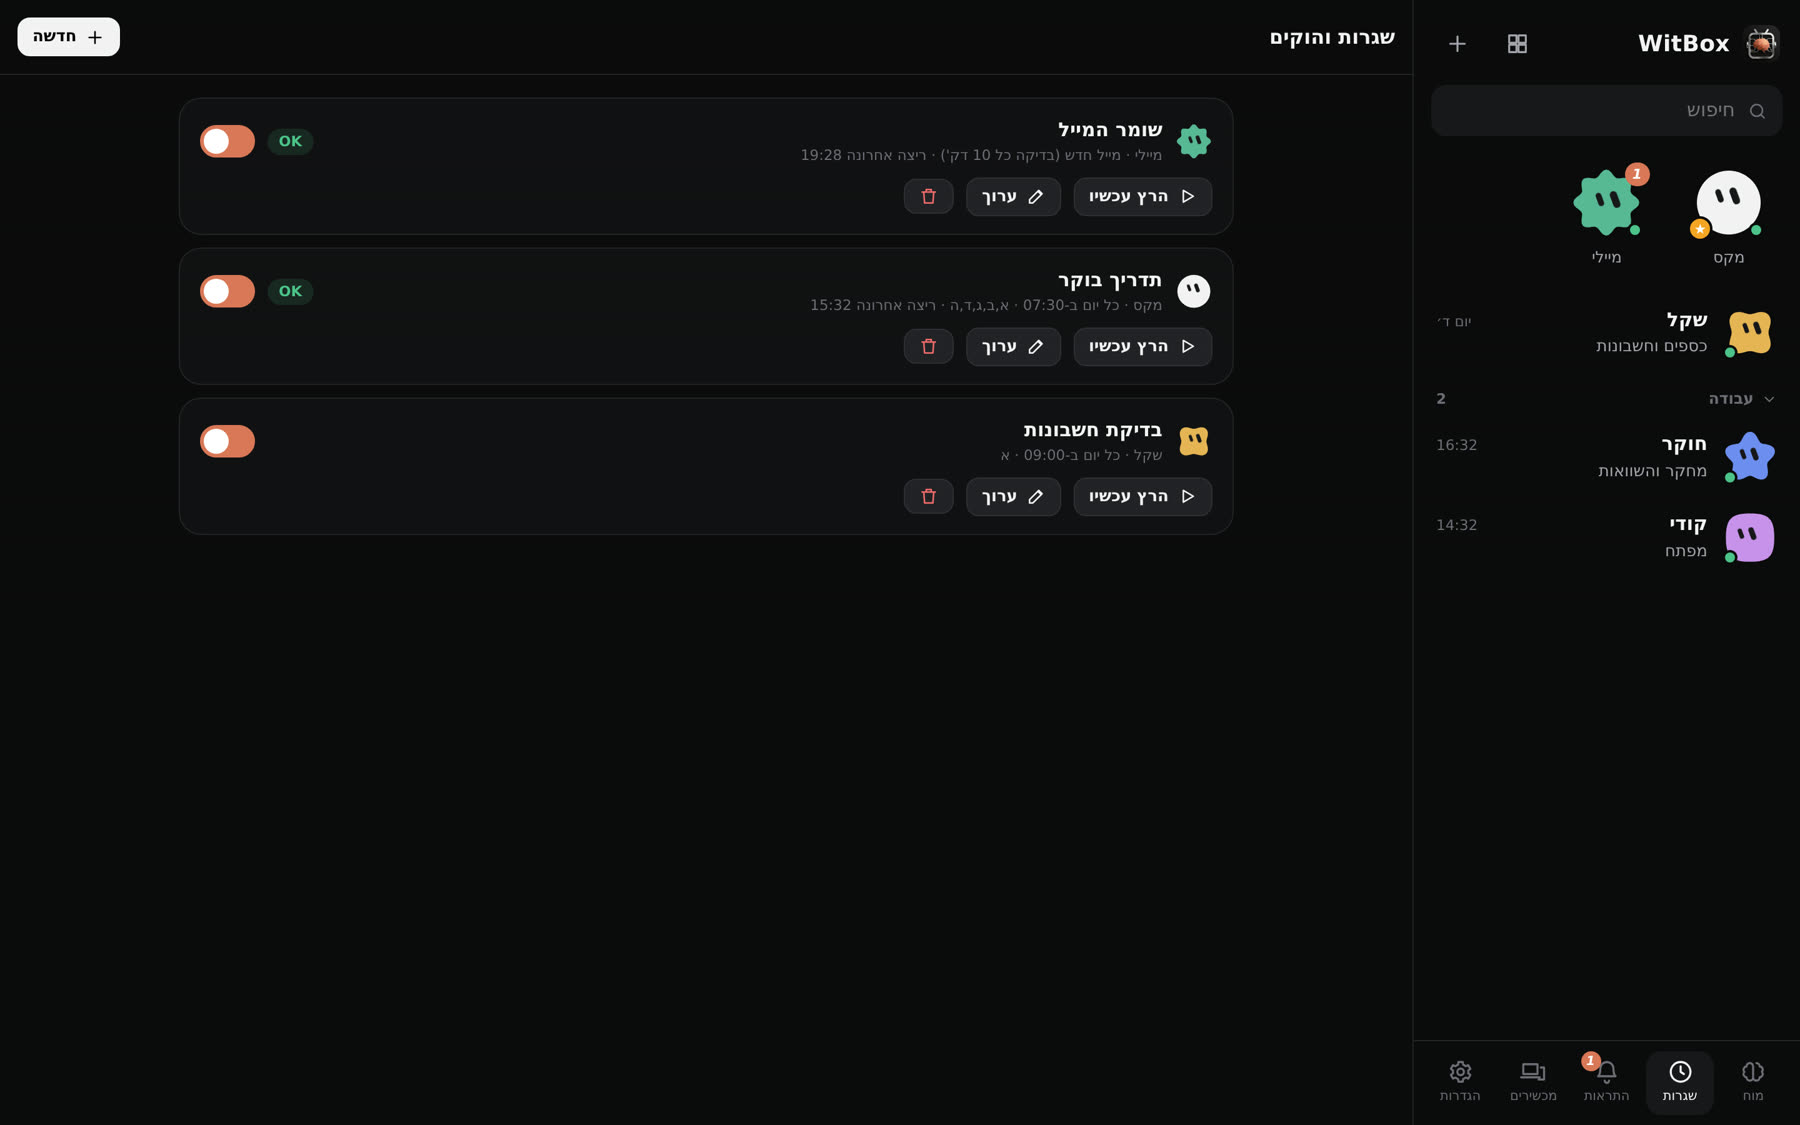 WitBox
חיפוש
1
מקס
מיילי
שקל
יום ד׳
כספים וחשבונות
עבודה
2
חוקר
16:32
מחקר והשוואות
קודי
14:32
מפתח
מוח
שגרות
1
התראות
מכשירים
הגדרות
שגרות והוקים
חדשה
שומר המייל
OK
מיילי · מייל חדש (בדיקה כל 10 דק') · ריצה אחרונה 19:28
הרץ עכשיו
ערוך
תדריך בוקר
OK
מקס · כל יום ב-07:30 · א,ב,ג,ד,ה · ריצה אחרונה 15:32
הרץ עכשיו
ערוך
בדיקת חשבונות
שקל · כל יום ב-09:00 · א
הרץ עכשיו
ערוך